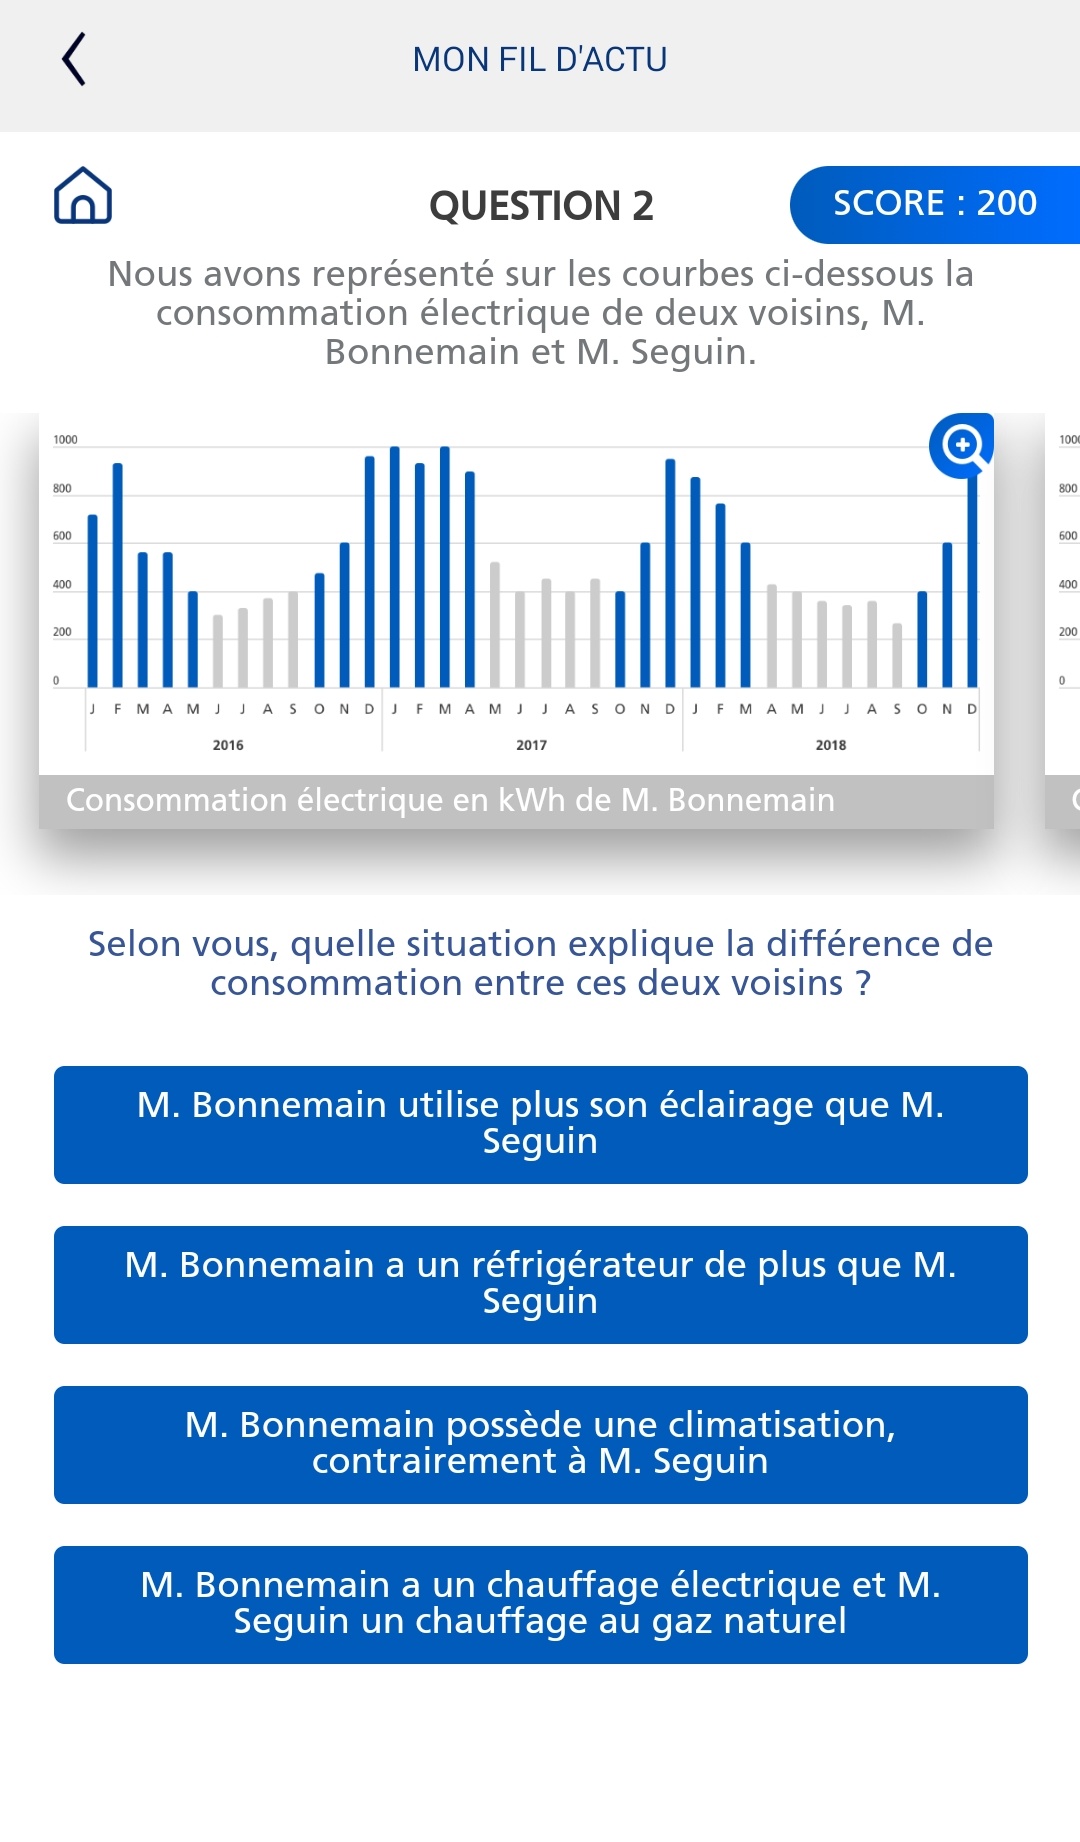 MON FIL D'ACTU
QUESTION 2
SCORE : 200
Nous avons représenté sur les courbes ci-dessous la
consommation électrique de deux voisins, M.
Bonnemain et M. Seguin.
1000
800
600
400
200
0
J F M A M J J A S O N D J F M A M J J A S O N D J F M A M J J A S O N D
2016 2017 2018
Consommation électrique en kWh de M. Bonnemain
800
600
400
200
0
Selon vous, quelle situation explique la différence de
consommation entre ces deux voisins ?
M. Bonnemain utilise plus son éclairage que M.
Seguin
M. Bonnemain a un réfrigérateur de plus que M.
Seguin
M. Bonnemain possède une climatisation,
contrairement à M. Seguin
M. Bonnemain a un chauffage électrique et M.
Seguin un chauffage au gaz naturel